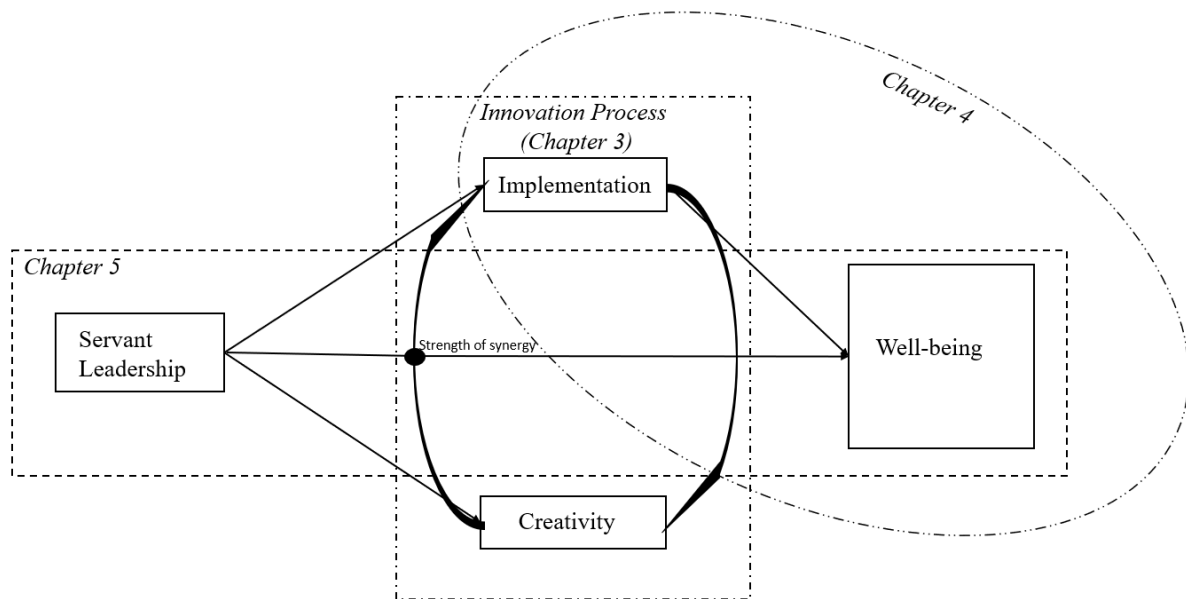 Chapter 4
Innovation Process
(Chapter 3)
Implementation
Chapter 5
Servant
Leadership
Strength of synergy
Well-being
Creativity